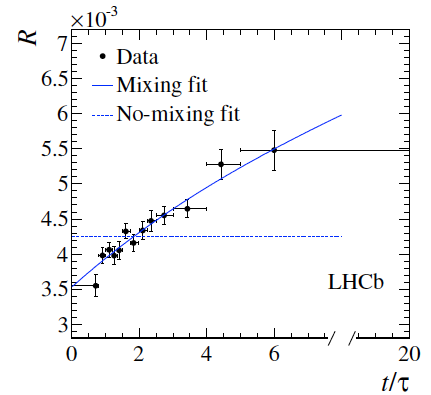 ×10⁻³
R
7
6.5
6
5.5
5
4.5
4
3.5
3
Data
Mixing fit
No-mixing fit
LHCb
0 2 4 6 20
t/τ